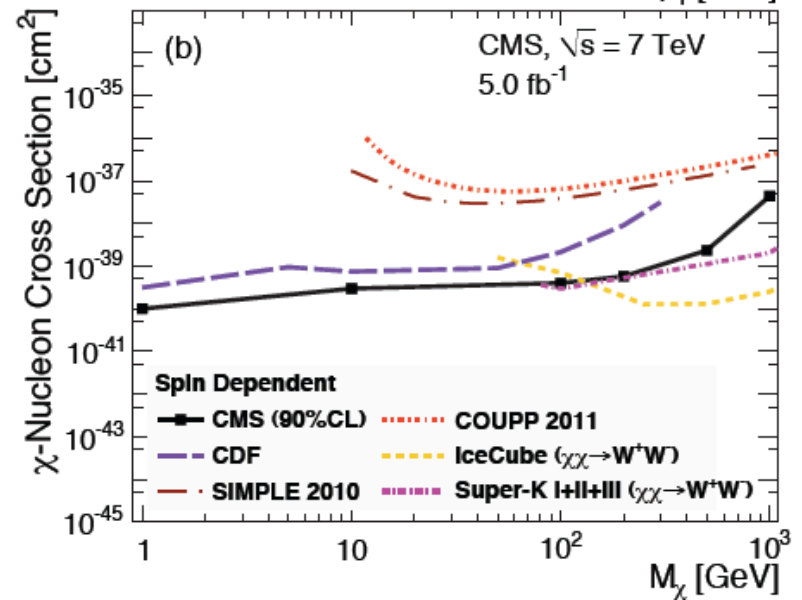 (b)
CMS, √s = 7 TeV
5.0 fb⁻¹
χ-Nucleon Cross Section [cm²]
10⁻³⁵
10⁻³⁷
10⁻³⁹
10⁻⁴¹
10⁻⁴³
10⁻⁴⁵
Spin Dependent
CMS (90%CL)
CDF
SIMPLE 2010
COUPP 2011
IceCube (χχ→W⁺W⁻)
Super-K I+II+III (χχ→W⁺W⁻)
1 10 10² 10³
Mχ [GeV]